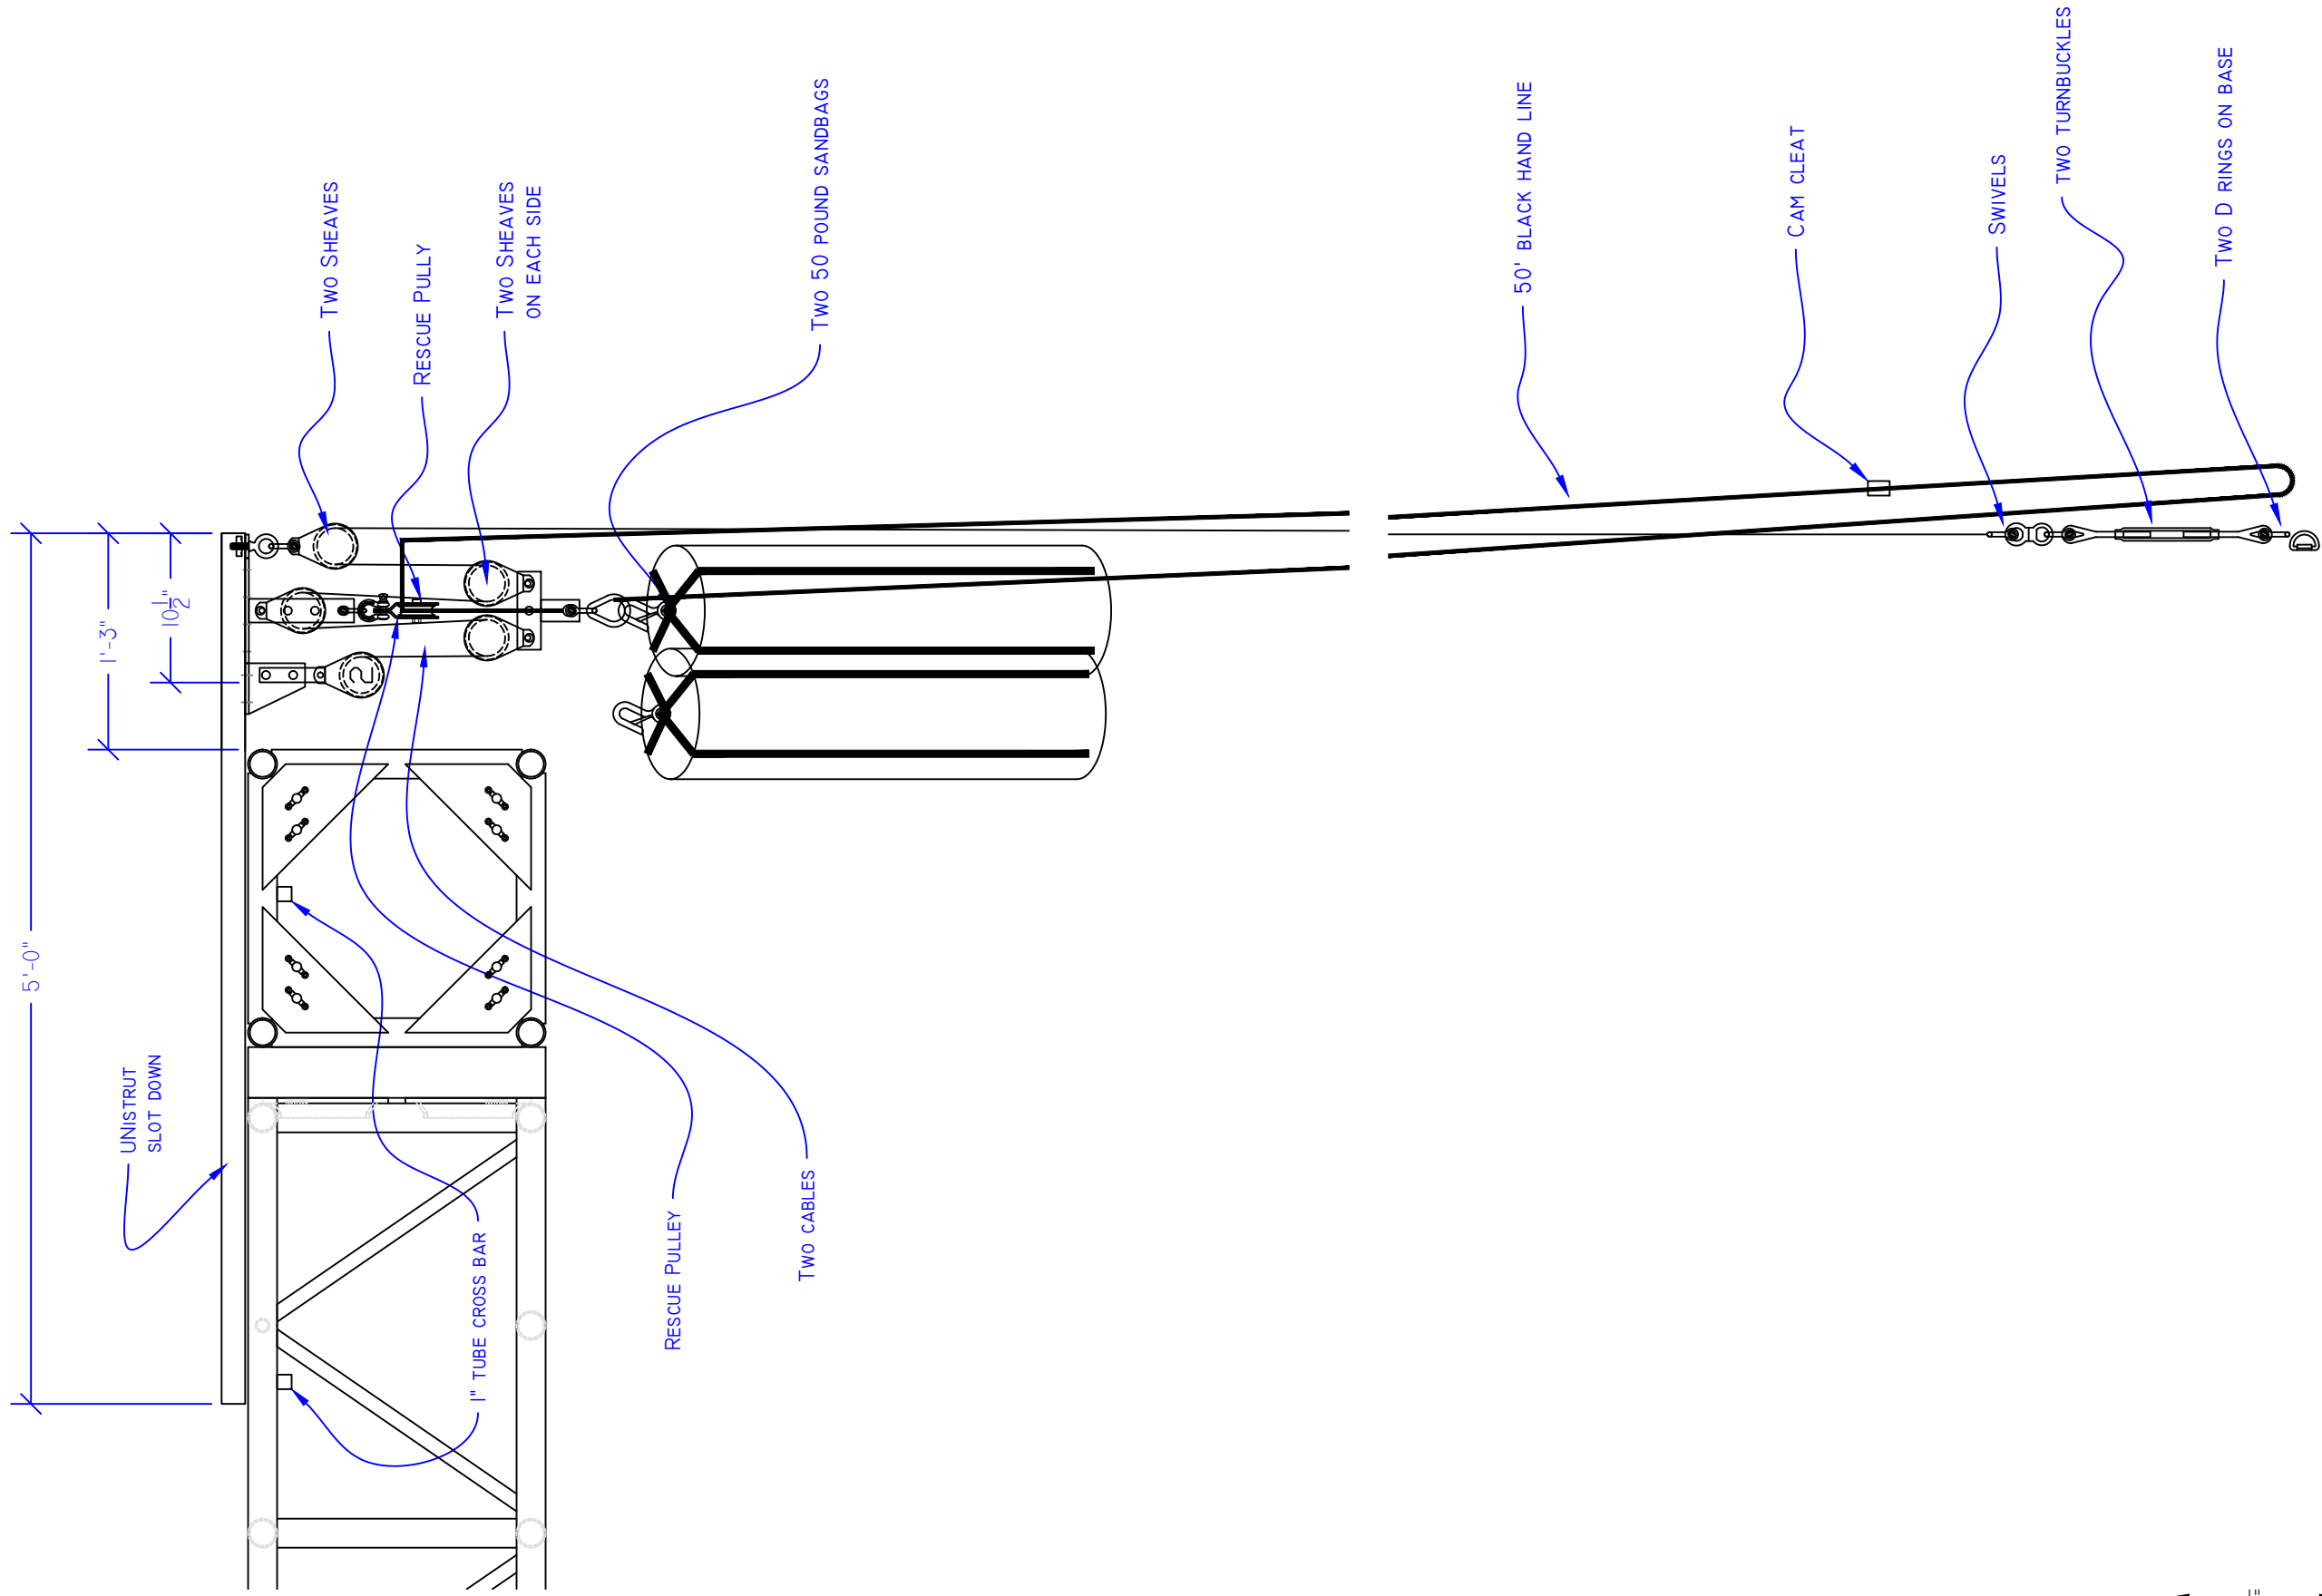 5'-0"
1'-3"
10 1/2"
UNISTRUT
SLOT DOWN
TWO SHEAVES
RESCUE PULLY
TWO SHEAVES
ON EACH SIDE
TWO 50 POUND SANDBAGS
50' BLACK HAND LINE
CAM CLEAT
SWIVELS
TWO TURNBUCKLES
TWO D RINGS ON BASE
1" TUBE CROSS BAR
RESCUE PULLEY
TWO CABLES
2